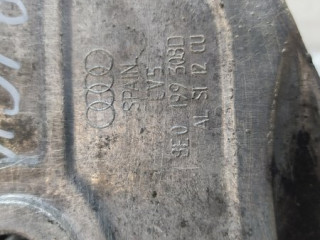 SPAIN
LV5
8E0 199 308D
AL SI 12 CU